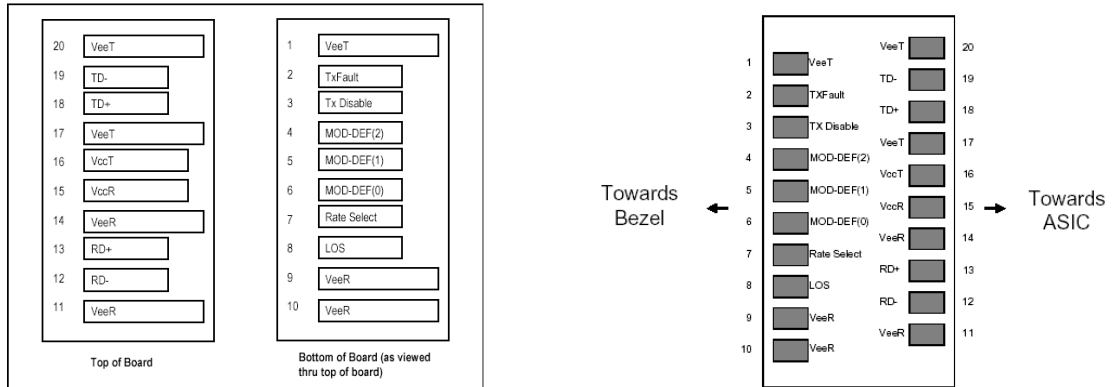 20 VeeT
19 TD-
18 TD+
17 VeeT
16 VccT
15 VccR
14 VeeR
13 RD+
12 RD-
11 VeeR
Top of Board
1 VeeT
2 TxFault
3 Tx Disable
4 MOD-DEF(2)
5 MOD-DEF(1)
6 MOD-DEF(0)
7 Rate Select
8 LOS
9 VeeR
10 VeeR
Bottom of Board (as viewed
thru top of board)
Towards
Bezel
1 VeeT
2 TXFault
3 TX Disable
4 MOD-DEF(2)
5 MOD-DEF(1)
6 MOD-DEF(0)
7 Rate Select
8 LOS
9 VeeR
10 VeeR
VeeT 20
TD- 19
TD+ 18
VeeT 17
VccT 16
VccR 15
VeeR 14
RD+ 13
RD- 12
VeeR 11
Towards
ASIC